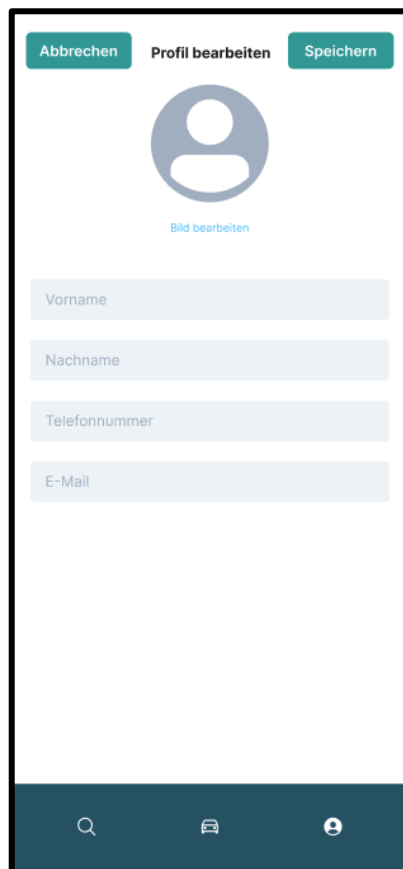 Abbrechen Profil bearbeiten Speichern
Bild bearbeiten
Vorname
Nachname
Telefonnummer
E-Mail